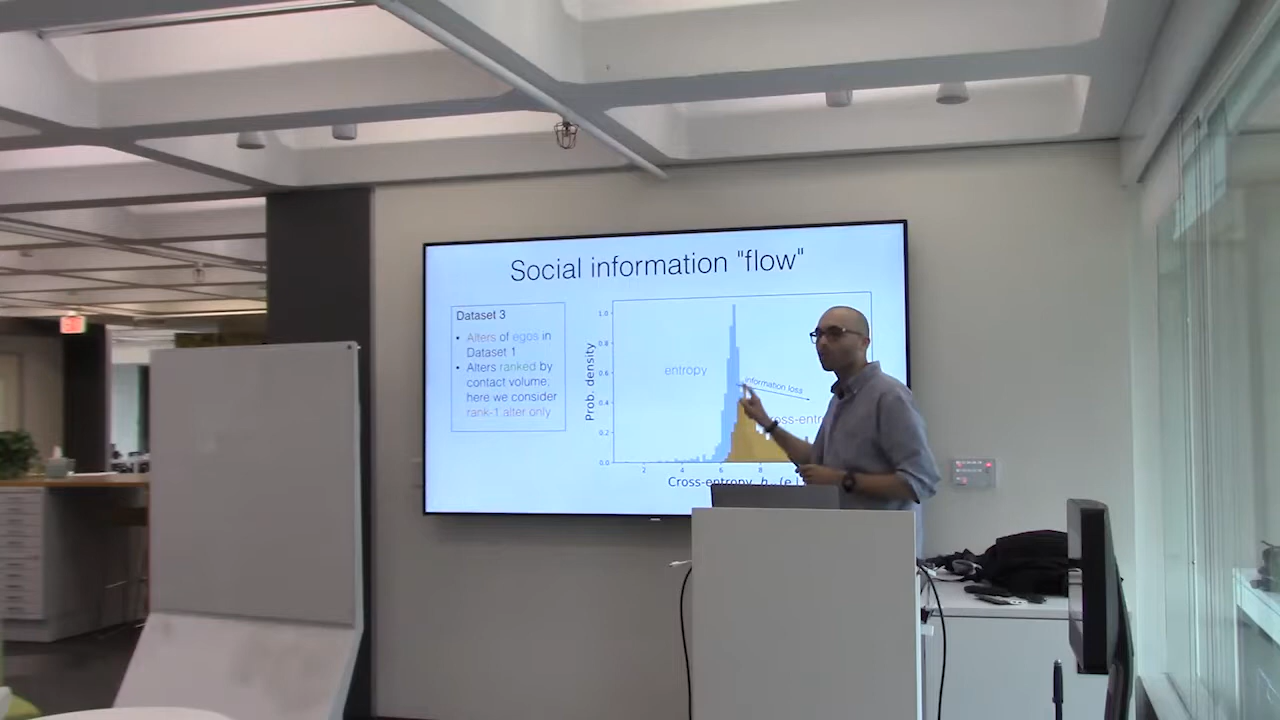 Social information "flow"
Dataset 3
• Alters of egos in
Dataset 1
• Alters ranked by
contact volume;
here we consider
rank-1 alter only
Prob. density
1.0
0.8
0.6
0.4
0.2
0.0
entropy
information loss
ross-entr
2
4
6
8
Cross-entropy,